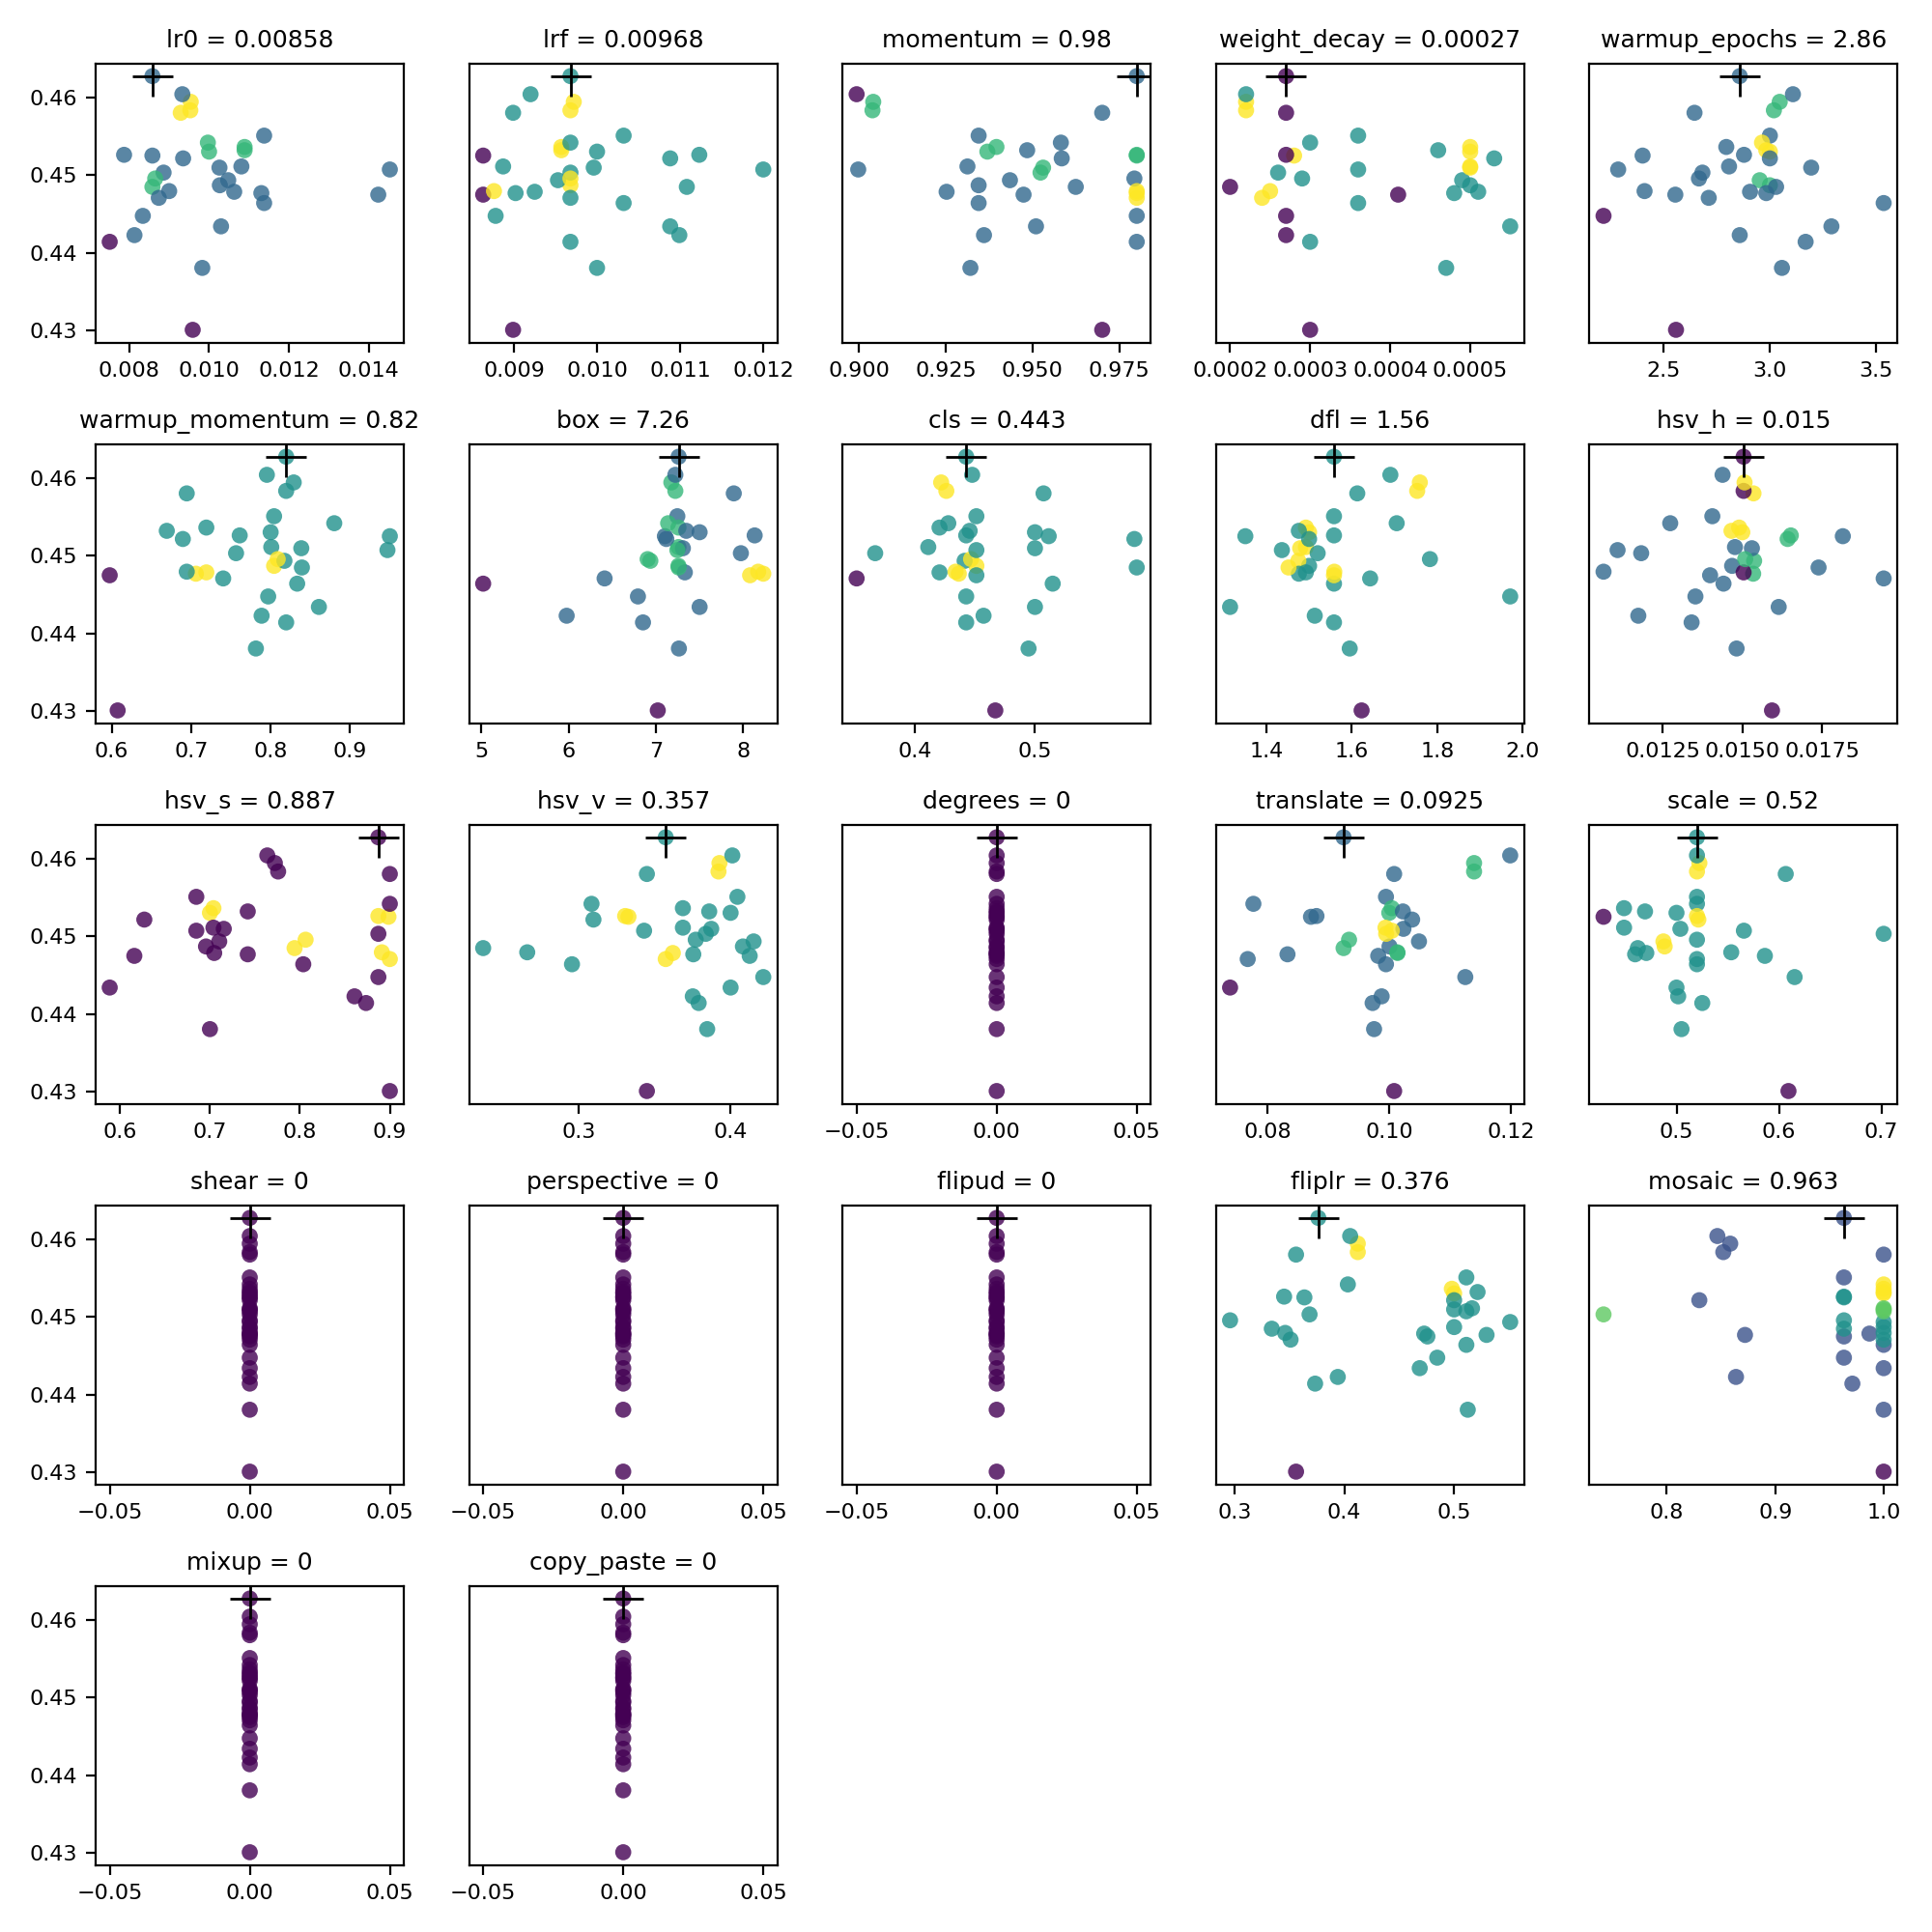 lr0 = 0.00858 lrf = 0.00968 momentum = 0.98 weight_decay = 0.00027 warmup_epochs = 2.86
0.46
0.45
0.44
0.43
0.008 0.010 0.012 0.014 0.009 0.010 0.011 0.012 0.900 0.925 0.950 0.975 0.0002 0.0003 0.0004 0.0005 2.5 3.0 3.5
warmup_momentum = 0.82 box = 7.26 cls = 0.443 dfl = 1.56 hsv_h = 0.015
0.46
0.45
0.44
0.43
0.6 0.7 0.8 0.9 5 6 7 8 0.4 0.5 1.4 1.6 1.8 2.0 0.0125 0.0150 0.0175
hsv_s = 0.887 hsv_v = 0.357 degrees = 0 translate = 0.0925 scale = 0.52
0.46
0.45
0.44
0.43
0.6 0.7 0.8 0.9 0.3 0.4 −0.05 0.00 0.05 0.08 0.10 0.12 0.5 0.6 0.7
shear = 0 perspective = 0 flipud = 0 fliplr = 0.376 mosaic = 0.963
0.46
0.45
0.44
0.43
−0.05 0.00 0.05 −0.05 0.00 0.05 −0.05 0.00 0.05 0.3 0.4 0.5 0.8 0.9 1.0
mixup = 0 copy_paste = 0
0.46
0.45
0.44
0.43
−0.05 0.00 0.05 −0.05 0.00 0.05